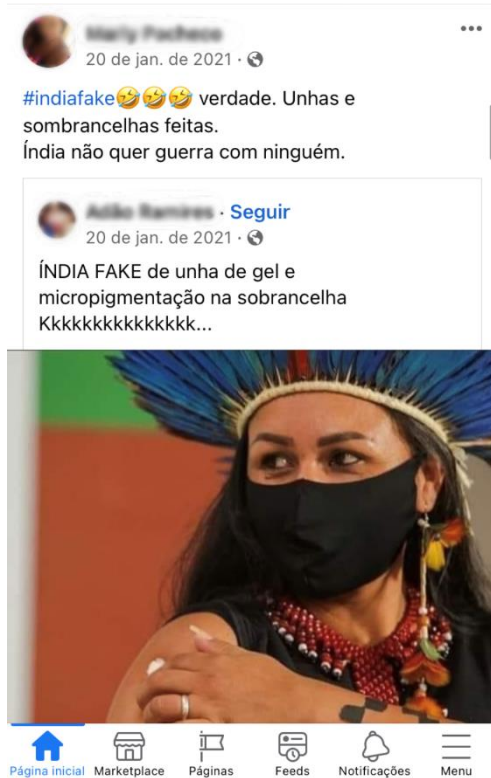 20 de jan. de 2021 ·
#indiafake🤣🤣🤣 verdade. Unhas e
sombrancelhas feitas.
Índia não quer guerra com ninguém.
· Seguir
20 de jan. de 2021 ·
ÍNDIA FAKE de unha de gel e
micropigmentação na sobrancelha
Kkkkkkkkkkkkkkk...
Página inicial Marketplace Páginas Feeds Notificações Menu